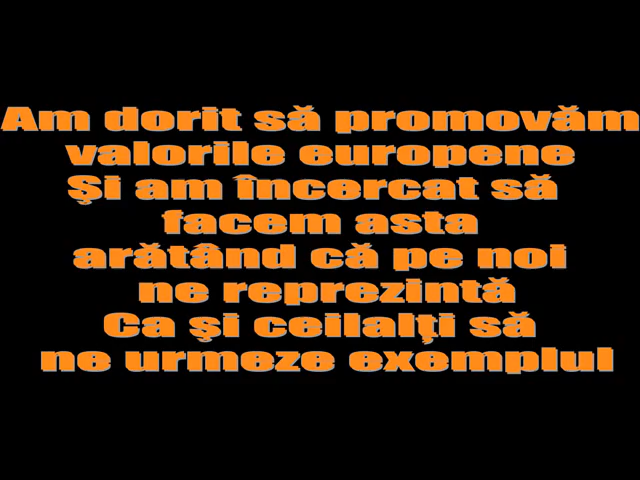 Am dorit să promovăm
valorile europene
Şi am încercat să
facem asta
arătând că pe noi
ne reprezintă
Ca şi ceilalţi să
ne urmeze exemplul